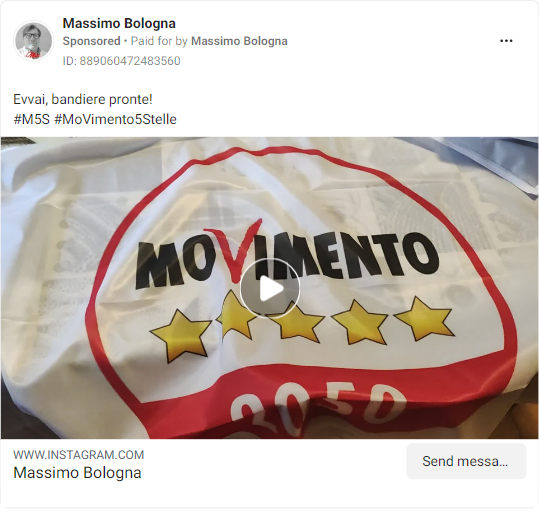 Massimo Bologna
Sponsored • Paid for by Massimo Bologna
ID: 889060472483560
Evvai, bandiere pronte!
#M5S #MoVimento5Stelle
MOVIMENTO
2050
WWW.INSTAGRAM.COM
Massimo Bologna
Send messa...